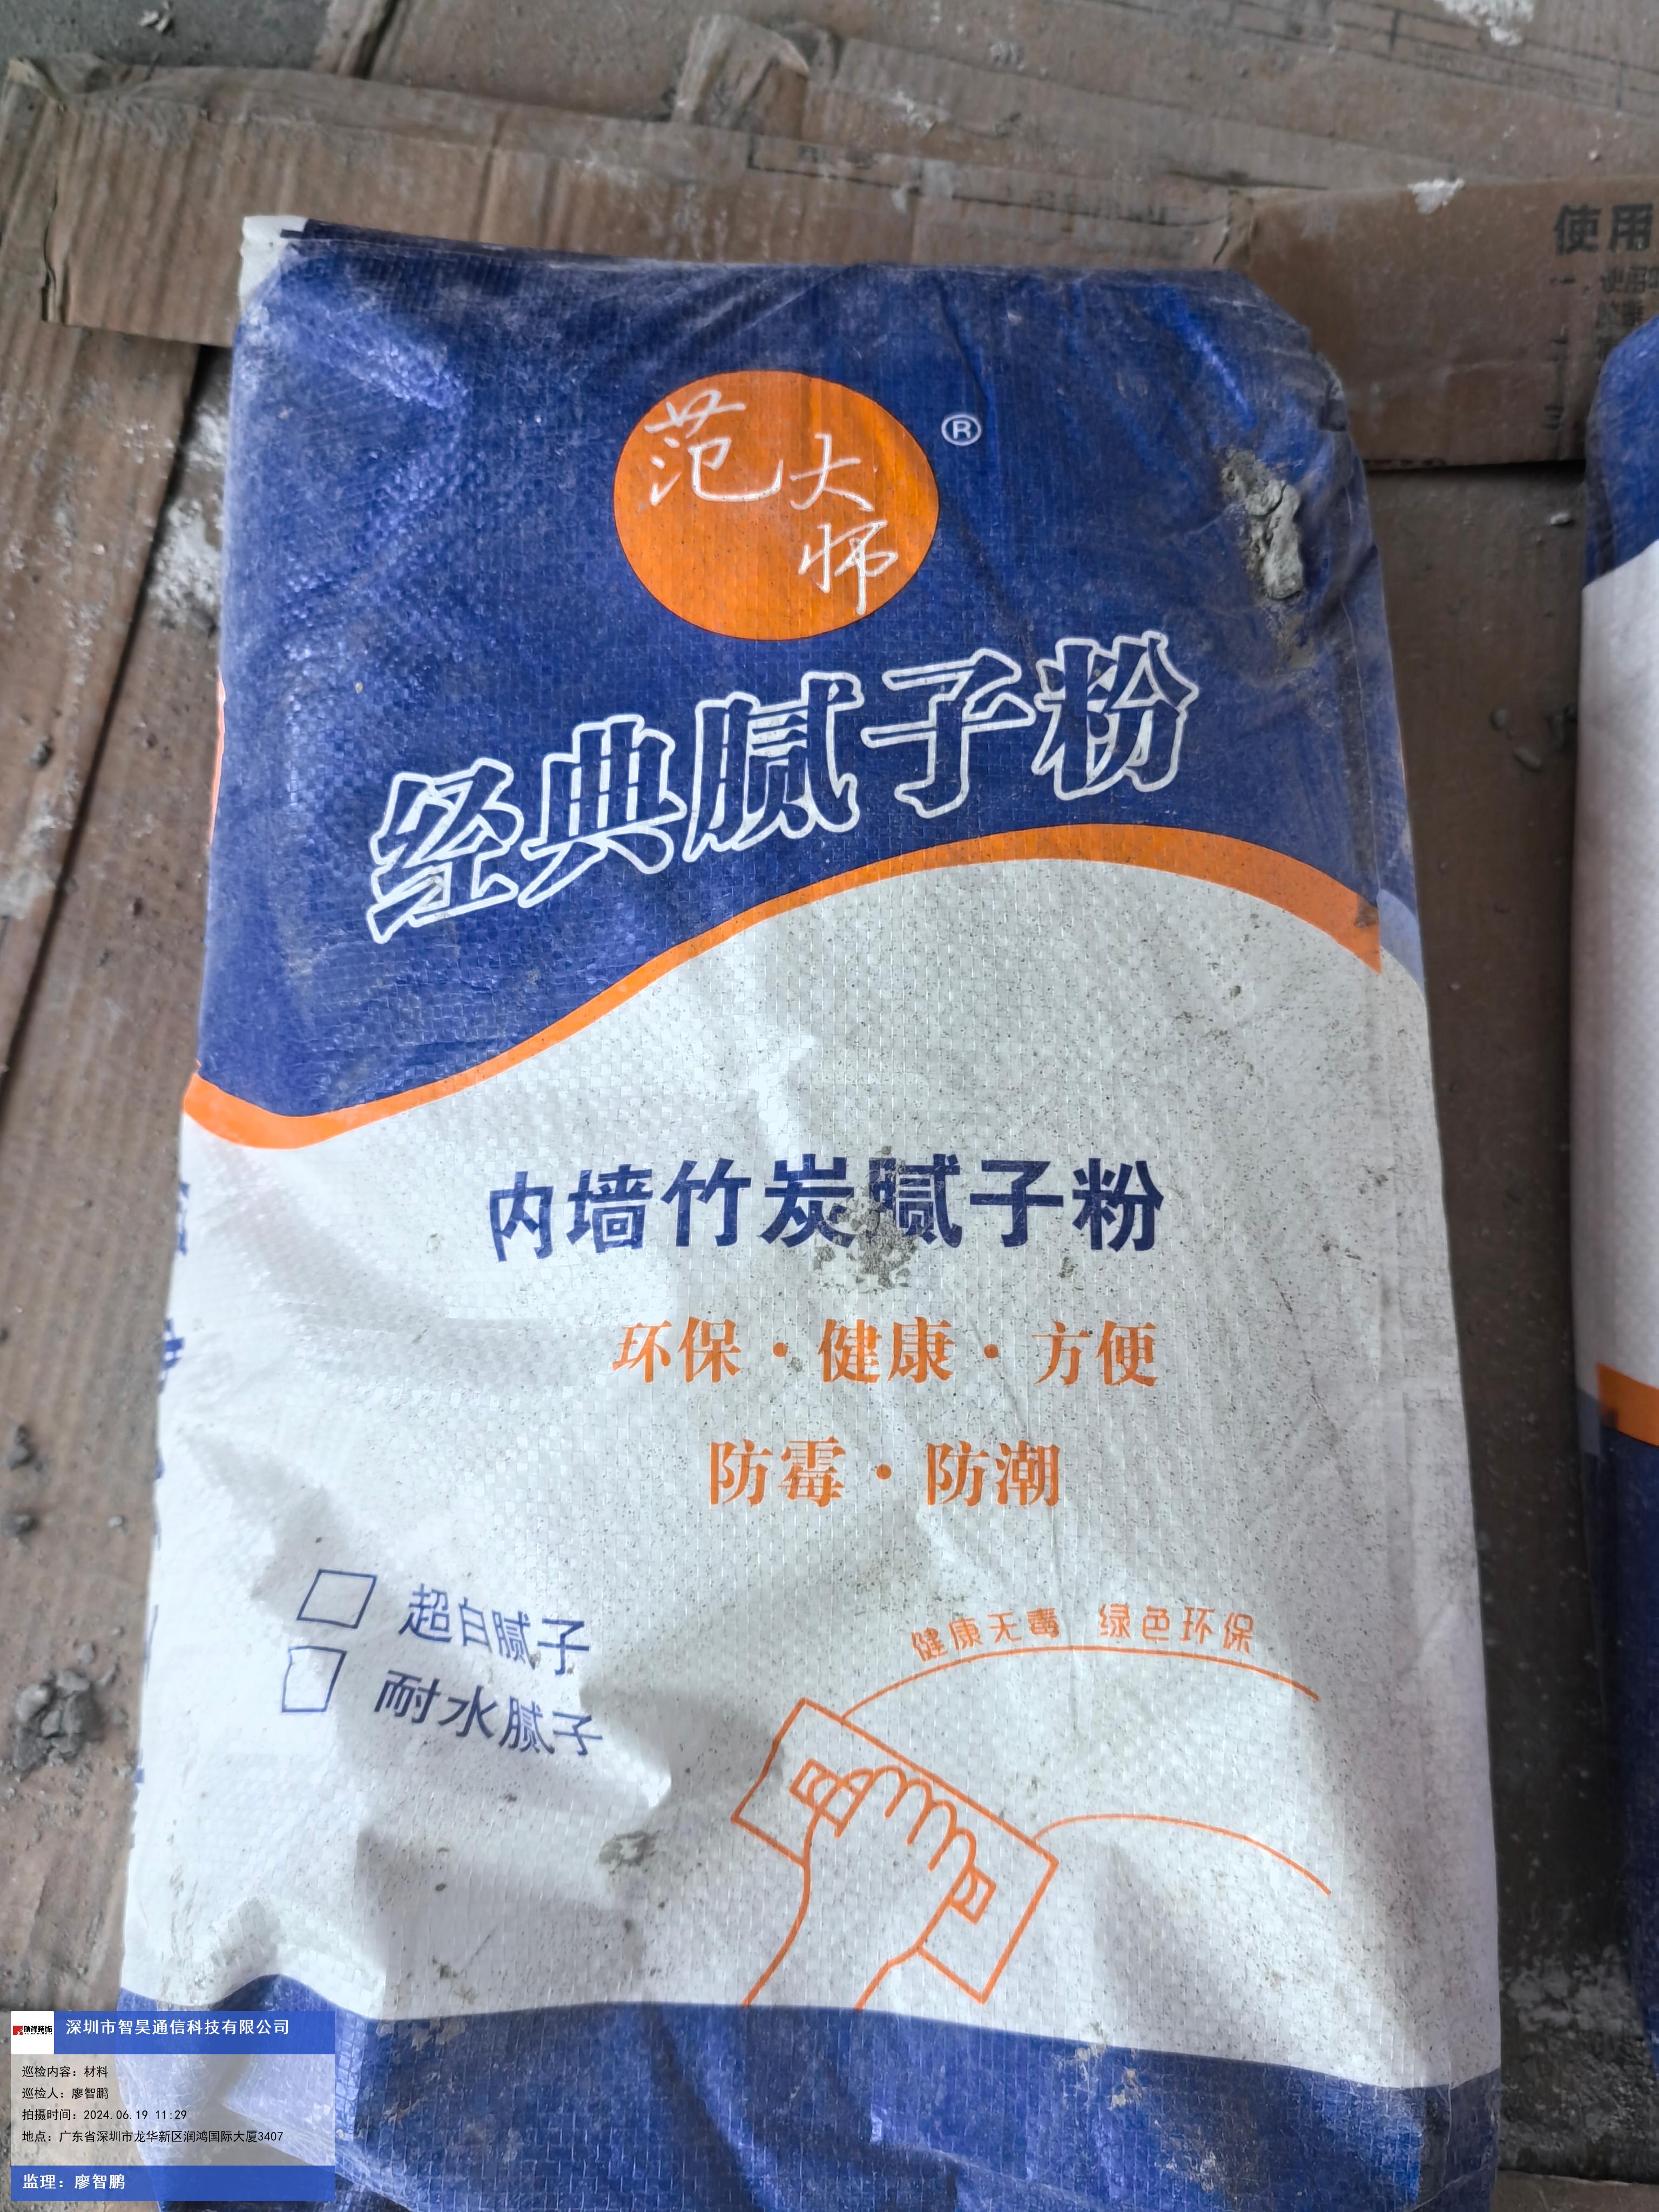 使用
范大师
®
经典腻子粉
内墙竹炭腻子粉
环保·健康·方便
防霉·防潮
超白腻子
耐水腻子
健康无毒 绿色环保
深圳市智昊通信科技有限公司
巡检内容：材料
巡检人：廖智鹏
拍摄时间：2024.06.19 11:29
地点：广东省深圳市龙华新区润鸿国际大厦3407
监理：廖智鹏